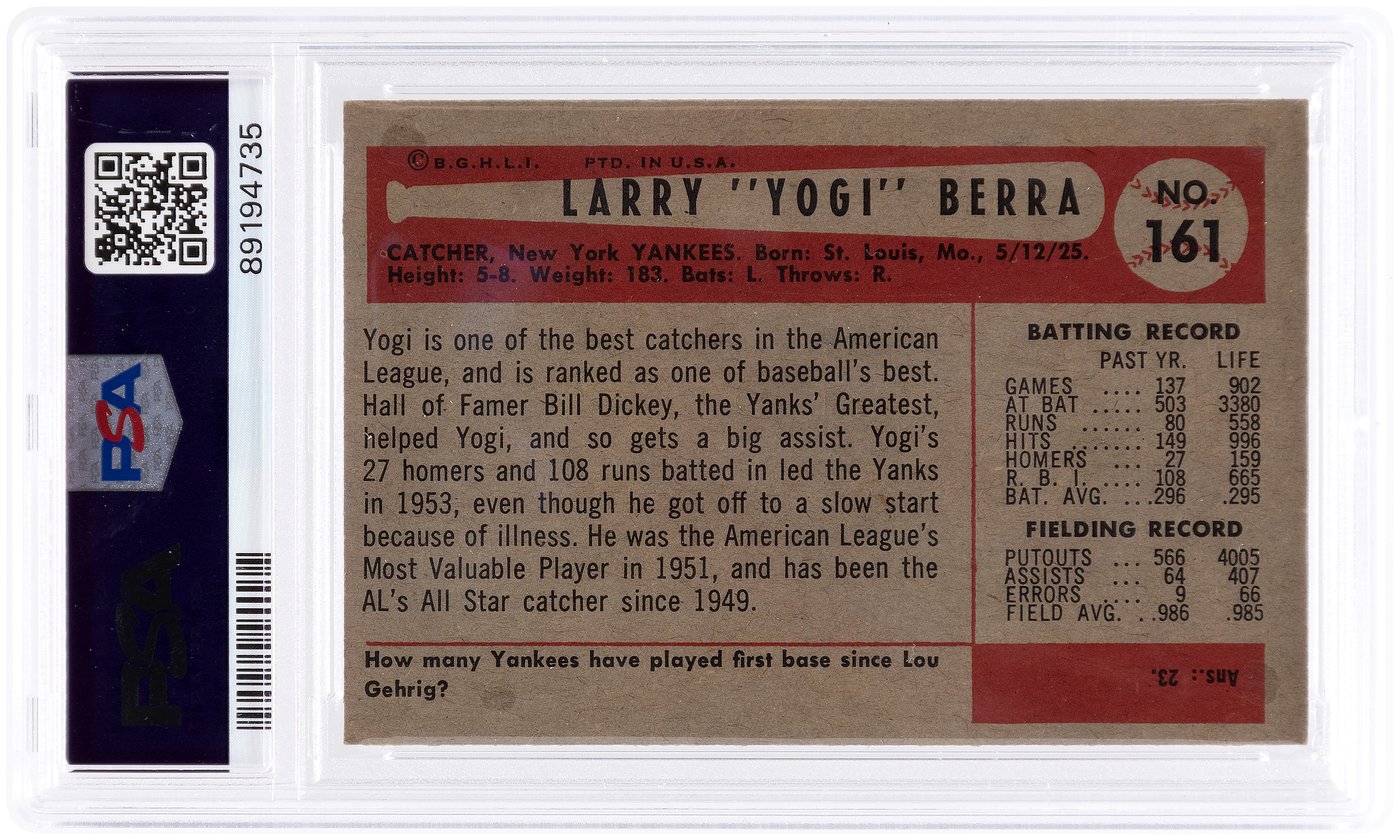 89194735
PSA
PSA
© B.G.H.L.I. PTD. IN U.S.A.
LARRY "YOGI" BERRA
NO.
161
CATCHER, New York YANKEES. Born: St. Louis, Mo., 5/12/25.
Height: 5-8. Weight: 183. Bats: L. Throws: R.
Yogi is one of the best catchers in the American
League, and is ranked as one of baseball's best.
Hall of Famer Bill Dickey, the Yanks' Greatest,
helped Yogi, and so gets a big assist. Yogi's
27 homers and 108 runs batted in led the Yanks
in 1953, even though he got off to a slow start
because of illness. He was the American League's
Most Valuable Player in 1951, and has been the
AL's All Star catcher since 1949.
How many Yankees have played first base since Lou
Gehrig?
BATTING RECORD
PAST YR. LIFE
GAMES .... 137 902
AT BAT ..... 503 3380
RUNS ...... 80 558
HITS ....... 149 996
HOMERS ... 27 159
R. B. I. .... 108 665
BAT. AVG. . .296 .295
FIELDING RECORD
PUTOUTS ... 566 4005
ASSISTS ... 64 407
ERRORS .... 9 66
FIELD AVG. . .986 .985
Ans.: 23.